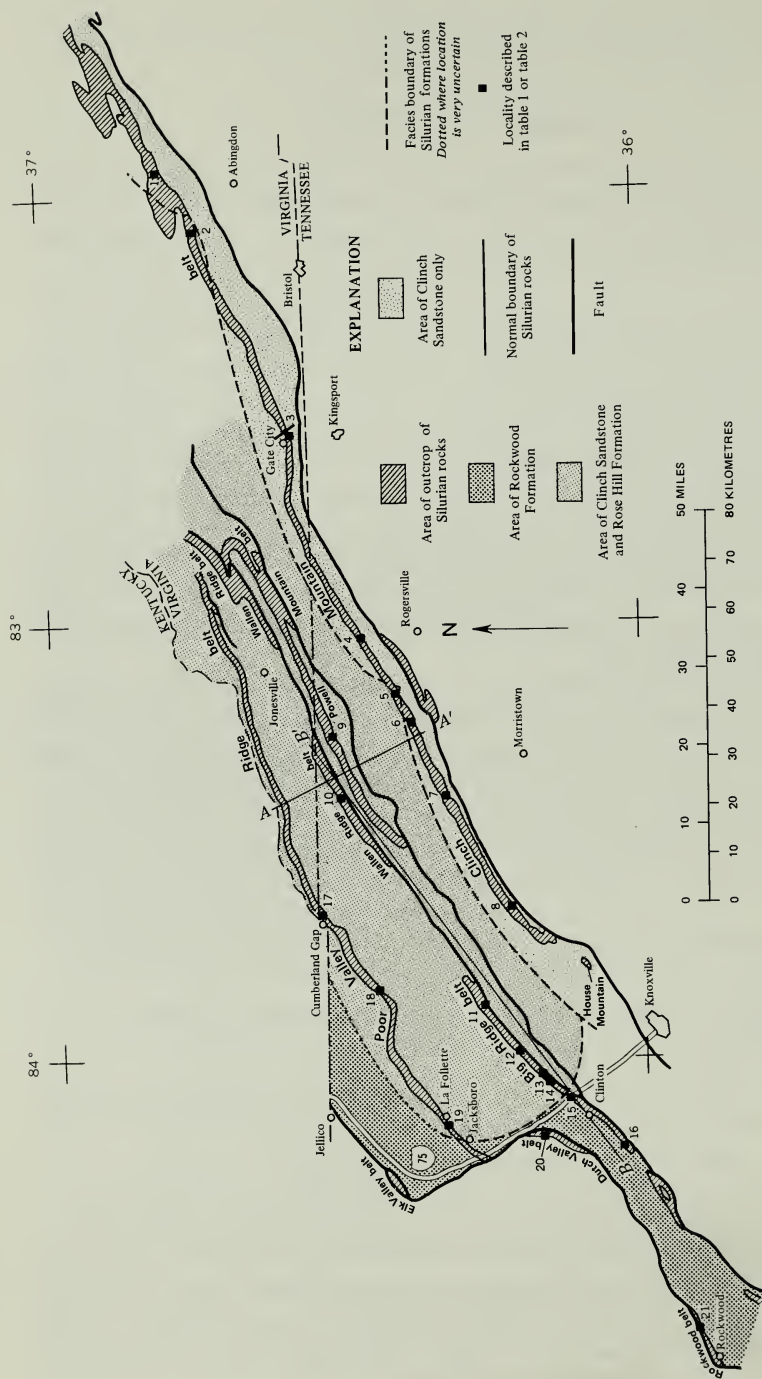 37°
83°
84°
36°
KENTUCKY
VIRGINIA
VIRGINIA
TENNESSEE
Abingdon
Bristol
Gate City
Kingsport
Rogersville
Morristown
Jonesville
Cumberland Gap
Jellico
La Follette
Jacksboro
Clinton
Knoxville
House
Mountain
Rockwood
75
Clinch
Mountain
belt
Powell
Mountain
belt
Wallen
Ridge belt
Wallen
Ridge
Belt
Poor
Valley
Ridge
belt
Big
Ridge belt
Elk Valley belt
Dutch Valley
belt
Rockwood belt
1
2
3
4
5
6
7
8
9
10
11
12
13
14
15
16
17
18
19
20
21
A
A'
B
B'
N
EXPLANATION
Area of outcrop of
Silurian rocks
Area of Rockwood
Formation
Area of Clinch Sandstone
and Rose Hill Formation
Area of Clinch
Sandstone only
Normal boundary of
Silurian rocks
Fault
Facies boundary of
Silurian formations
Dotted where location
is very uncertain
Locality described
in table 1 or table 2
0 10 20 30 40 50 MILES
0 10 20 30 40 50 60 70 80 KILOMETRES